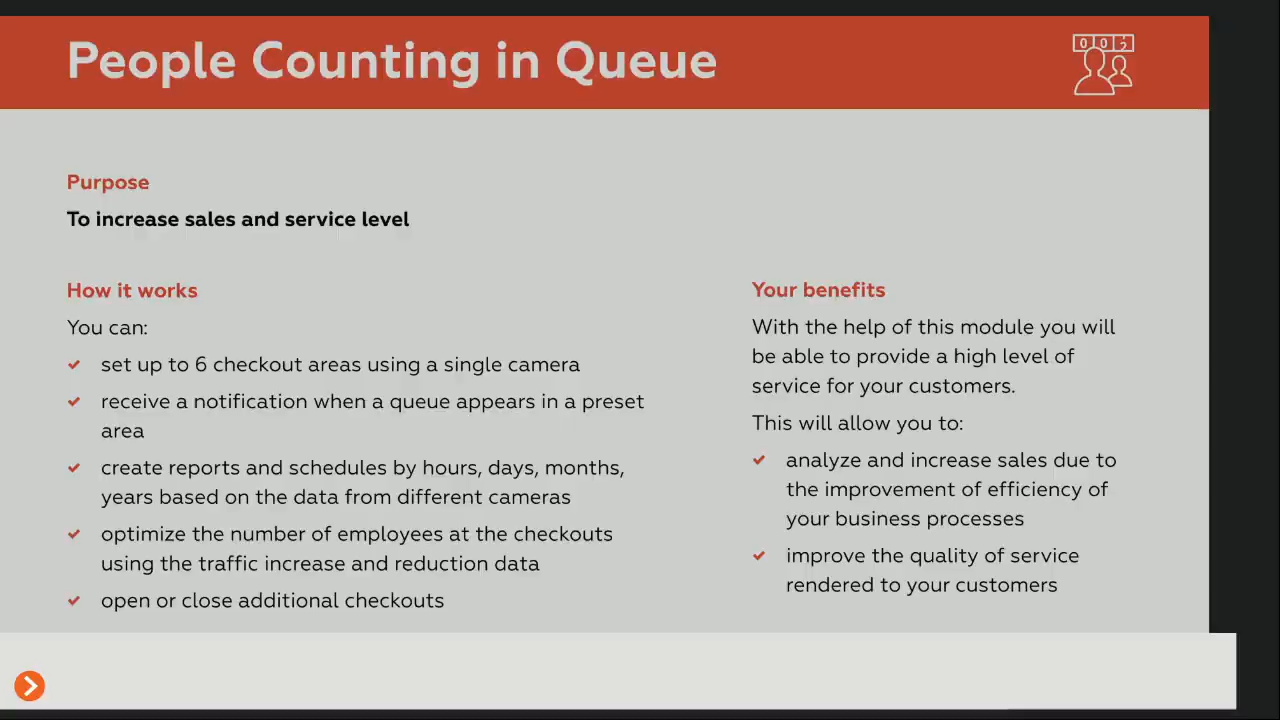 People Counting in Queue
Purpose
To increase sales and service level
How it works
You can:
set up to 6 checkout areas using a single camera
receive a notification when a queue appears in a preset
area
create reports and schedules by hours, days, months,
years based on the data from different cameras
optimize the number of employees at the checkouts
using the traffic increase and reduction data
open or close additional checkouts
Your benefits
With the help of this module you will
be able to provide a high level of
service for your customers.
This will allow you to:
analyze and increase sales due to
the improvement of efficiency of
your business processes
improve the quality of service
rendered to your customers